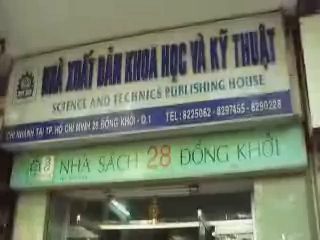 NHÀ XUẤT BẢN KHOA HỌC VÀ KỸ THUẬT
SCIENCE AND TECHNICS PUBLISHING HOUSE
CHI NHÁNH TẠI TP. HỒ CHÍ MINH 28 ĐỒNG KHỞI - Q.1 TEL: 8225062 - 8297455 - 8290228
NHÀ SÁCH 28 ĐỒNG KHỞI